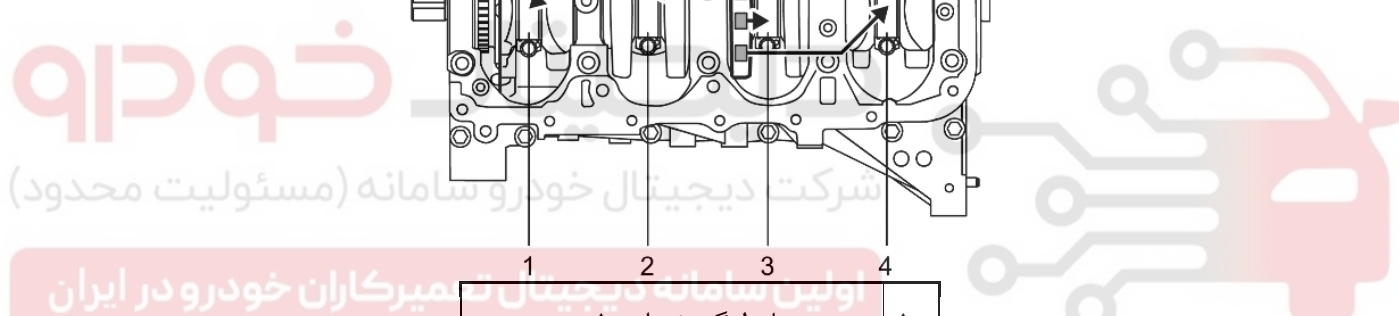 خودرو
شرکت دیجیتال خودرو سامانه (مسئولیت محدود)
1 2 3 4
اولین سامانه دیجیتال تعمیرکاران خودرو در ایران